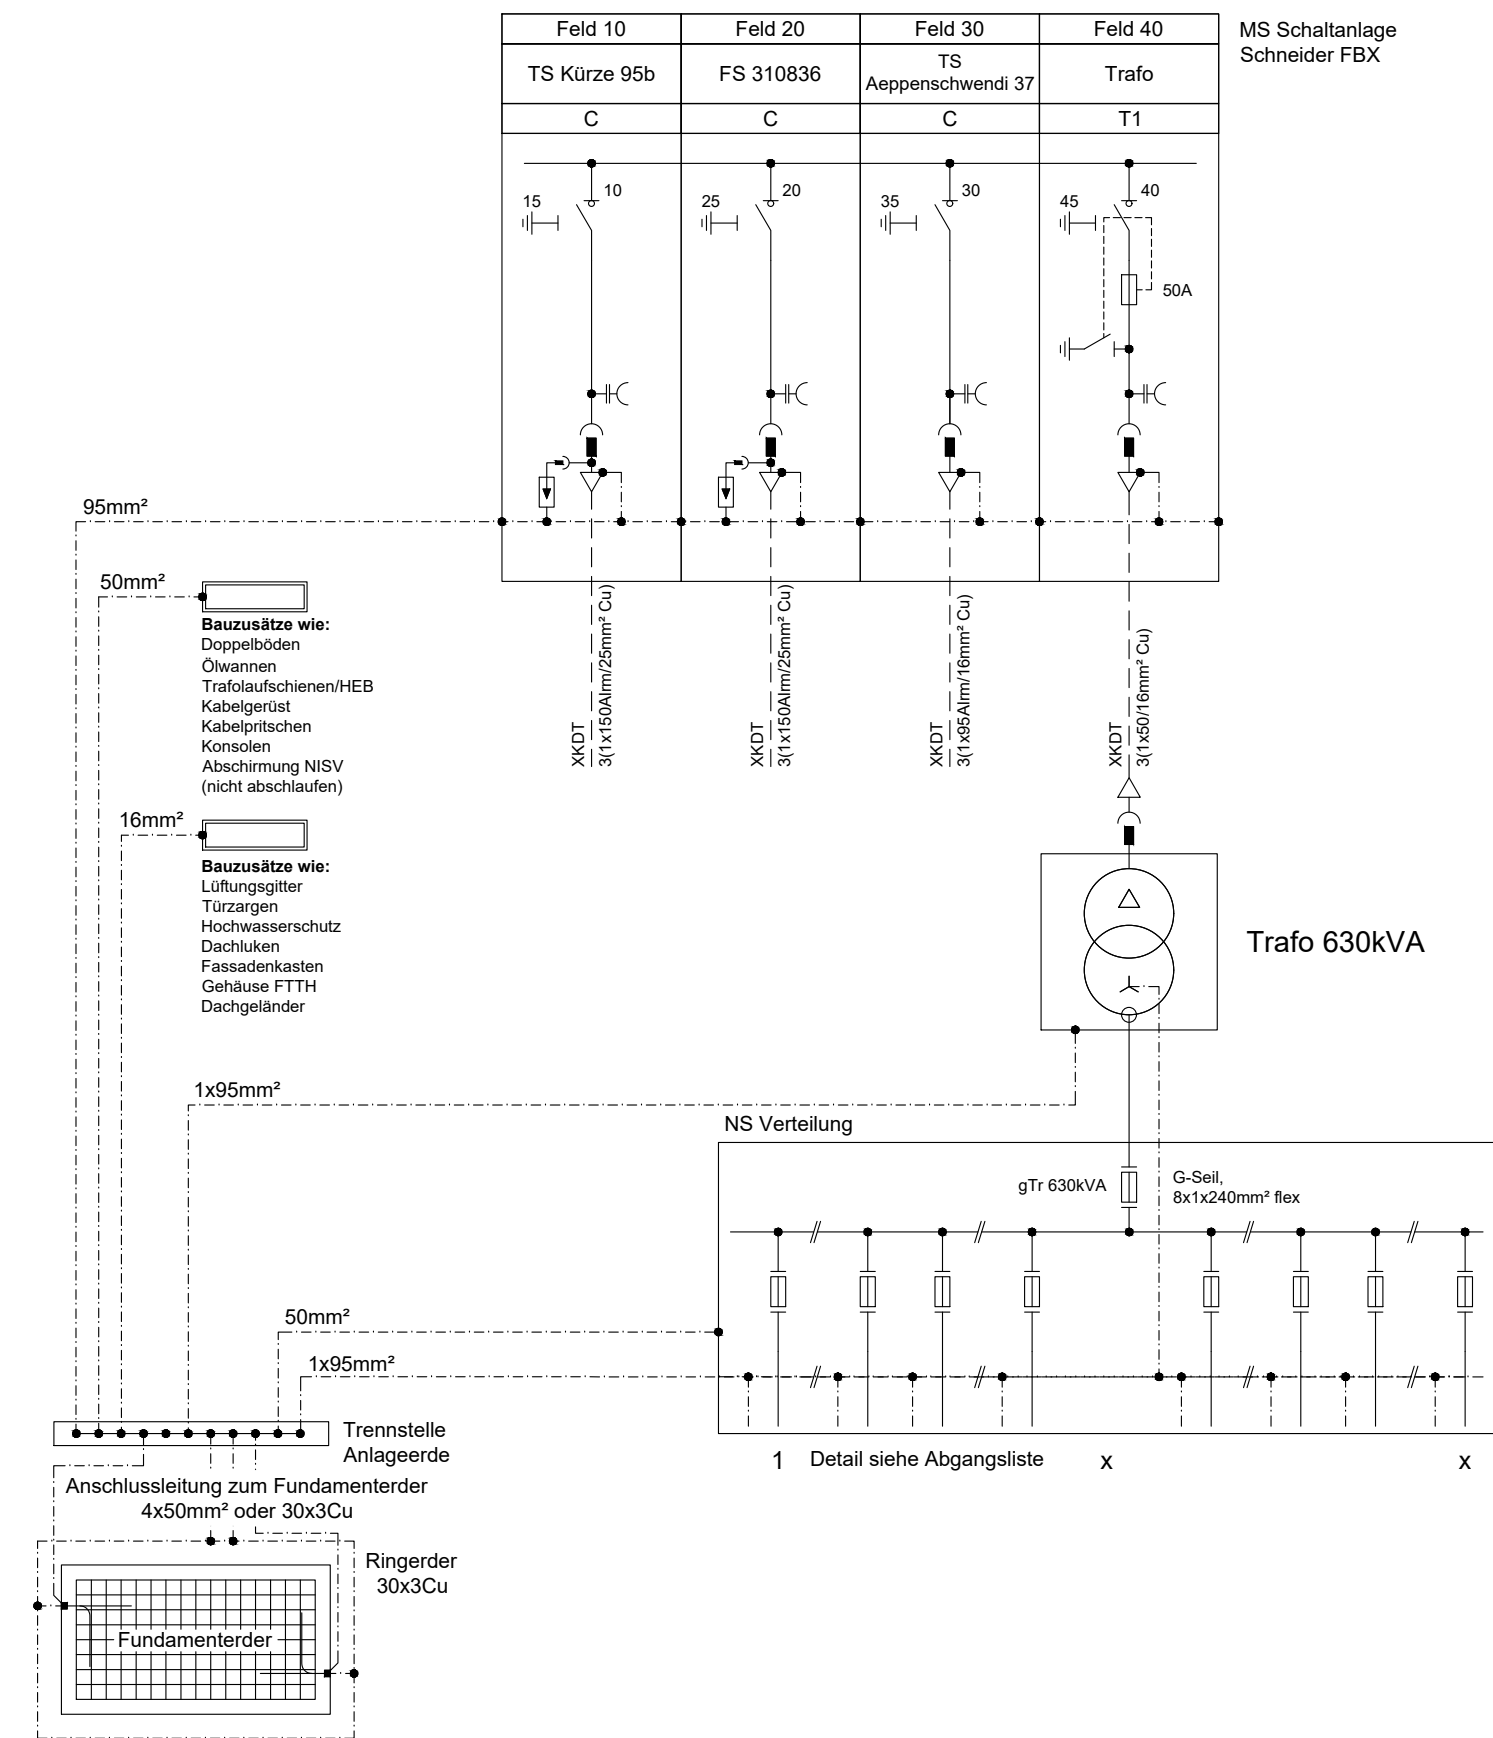 Feld 10
Feld 20
Feld 30
Feld 40
MS Schaltanlage
Schneider FBX
TS Kürze 95b
FS 310836
TS
Aeppenschwendi 37
Trafo
C
C
C
T1
10
15
20
25
30
35
40
45
50A
95mm²
50mm²
Bauzusätze wie:
Doppelböden
Ölwannen
Trafolaufschienen/HEB
Kabelgerüst
Kabelpritschen
Konsolen
Abschirmung NISV
(nicht abschlaufen)
XKDT
3(1x150Alrm/25mm² Cu)
XKDT
3(1x150Alrm/25mm² Cu)
XKDT
3(1x95Alrm/16mm² Cu)
XKDT
3(1x50/16mm² Cu)
16mm²
Bauzusätze wie:
Lüftungsgitter
Türzargen
Hochwasserschutz
Dachluken
Fassadenkasten
Gehäuse FTTH
Dachgeländer
Trafo 630kVA
1x95mm²
NS Verteilung
gTr 630kVA
G-Seil,
8x1x240mm² flex
50mm²
1x95mm²
Trennstelle
Anlageerde
1
Detail siehe Abgangsliste
x
x
Anschlussleitung zum Fundamenterder
4x50mm² oder 30x3Cu
Ringerder
30x3Cu
Fundamenterder